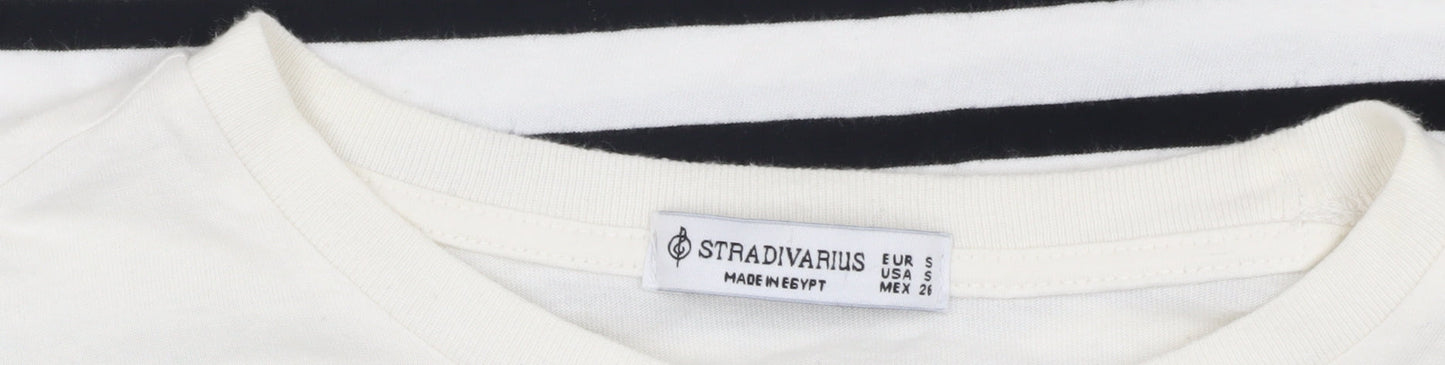 STRADIVARIUS
MADE IN EGYPT
EUR S
USA S
MEX 26